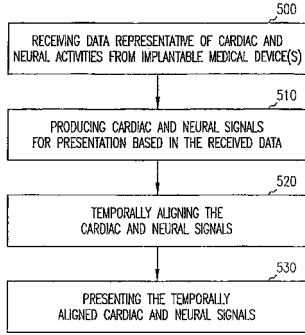 500
RECEIVING DATA REPRESENTATIVE OF CARDIAC AND
NEURAL ACTIVITIES FROM IMPLANTABLE MEDICAL DEVICE(S)
510
PRODUCING CARDIAC AND NEURAL SIGNALS
FOR PRESENTATION BASED IN THE RECEIVED DATA
520
TEMPORALLY ALIGNING THE
CARDIAC AND NEURAL SIGNALS
530
PRESENTING THE TEMPORALLY
ALIGNED CARDIAC AND NEURAL SIGNALS